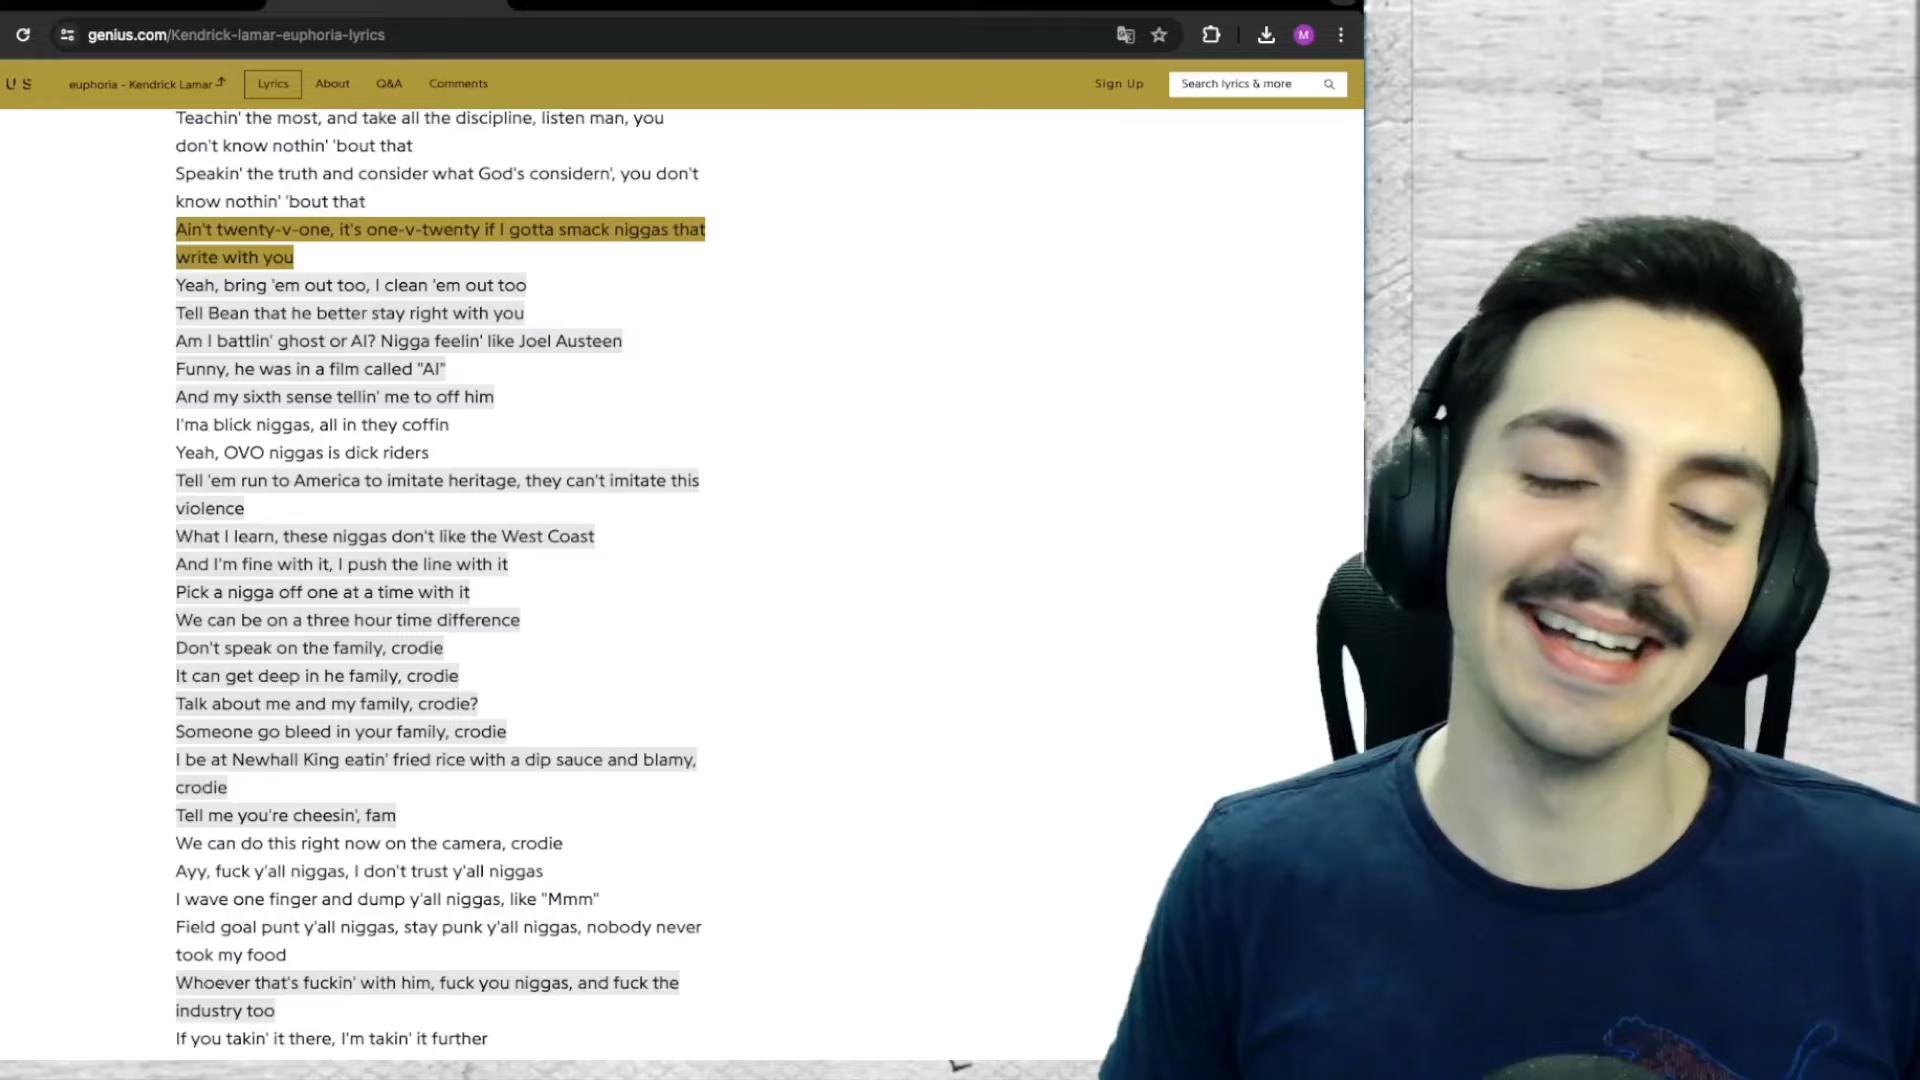 genius.com/Kendrick-lamar-euphoria-lyrics
M
U S
euphoria - Kendrick Lamar
Lyrics
About
Q&A
Comments
Sign Up
Search lyrics & more
Teachin' the most, and take all the discipline, listen man, you
don't know nothin' 'bout that
Speakin' the truth and consider what God's considern', you don't
know nothin' 'bout that
Ain't twenty-v-one, it's one-v-twenty if I gotta smack niggas that
write with you
Yeah, bring 'em out too, I clean 'em out too
Tell Bean that he better stay right with you
Am I battlin' ghost or AI? Nigga feelin' like Joel Austeen
Funny, he was in a film called "AI"
And my sixth sense tellin' me to off him
I'ma blick niggas, all in they coffin
Yeah, OVO niggas is dick riders
Tell 'em run to America to imitate heritage, they can't imitate this
violence
What I learn, these niggas don't like the West Coast
And I'm fine with it, I push the line with it
Pick a nigga off one at a time with it
We can be on a three hour time difference
Don't speak on the family, crodie
It can get deep in he family, crodie
Talk about me and my family, crodie?
Someone go bleed in your family, crodie
I be at Newhall King eatin' fried rice with a dip sauce and blamy,
crodie
Tell me you're cheesin', fam
We can do this right now on the camera, crodie
Ayy, fuck y'all niggas, I don't trust y'all niggas
I wave one finger and dump y'all niggas, like "Mmm"
Field goal punt y'all niggas, stay punk y'all niggas, nobody never
took my food
Whoever that's fuckin' with him, fuck you niggas, and fuck the
industry too
If you takin' it there, I'm takin' it further